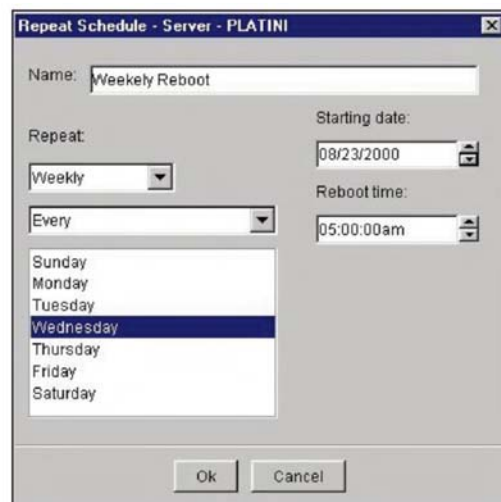 Repeat Schedule - Server - PLATINI
Name: Weekely Reboot
Repeat:
Weekly
Every
Sunday
Monday
Tuesday
Wednesday
Thursday
Friday
Saturday
Starting date:
08/23/2000
Reboot time:
05:00:00am
Ok
Cancel